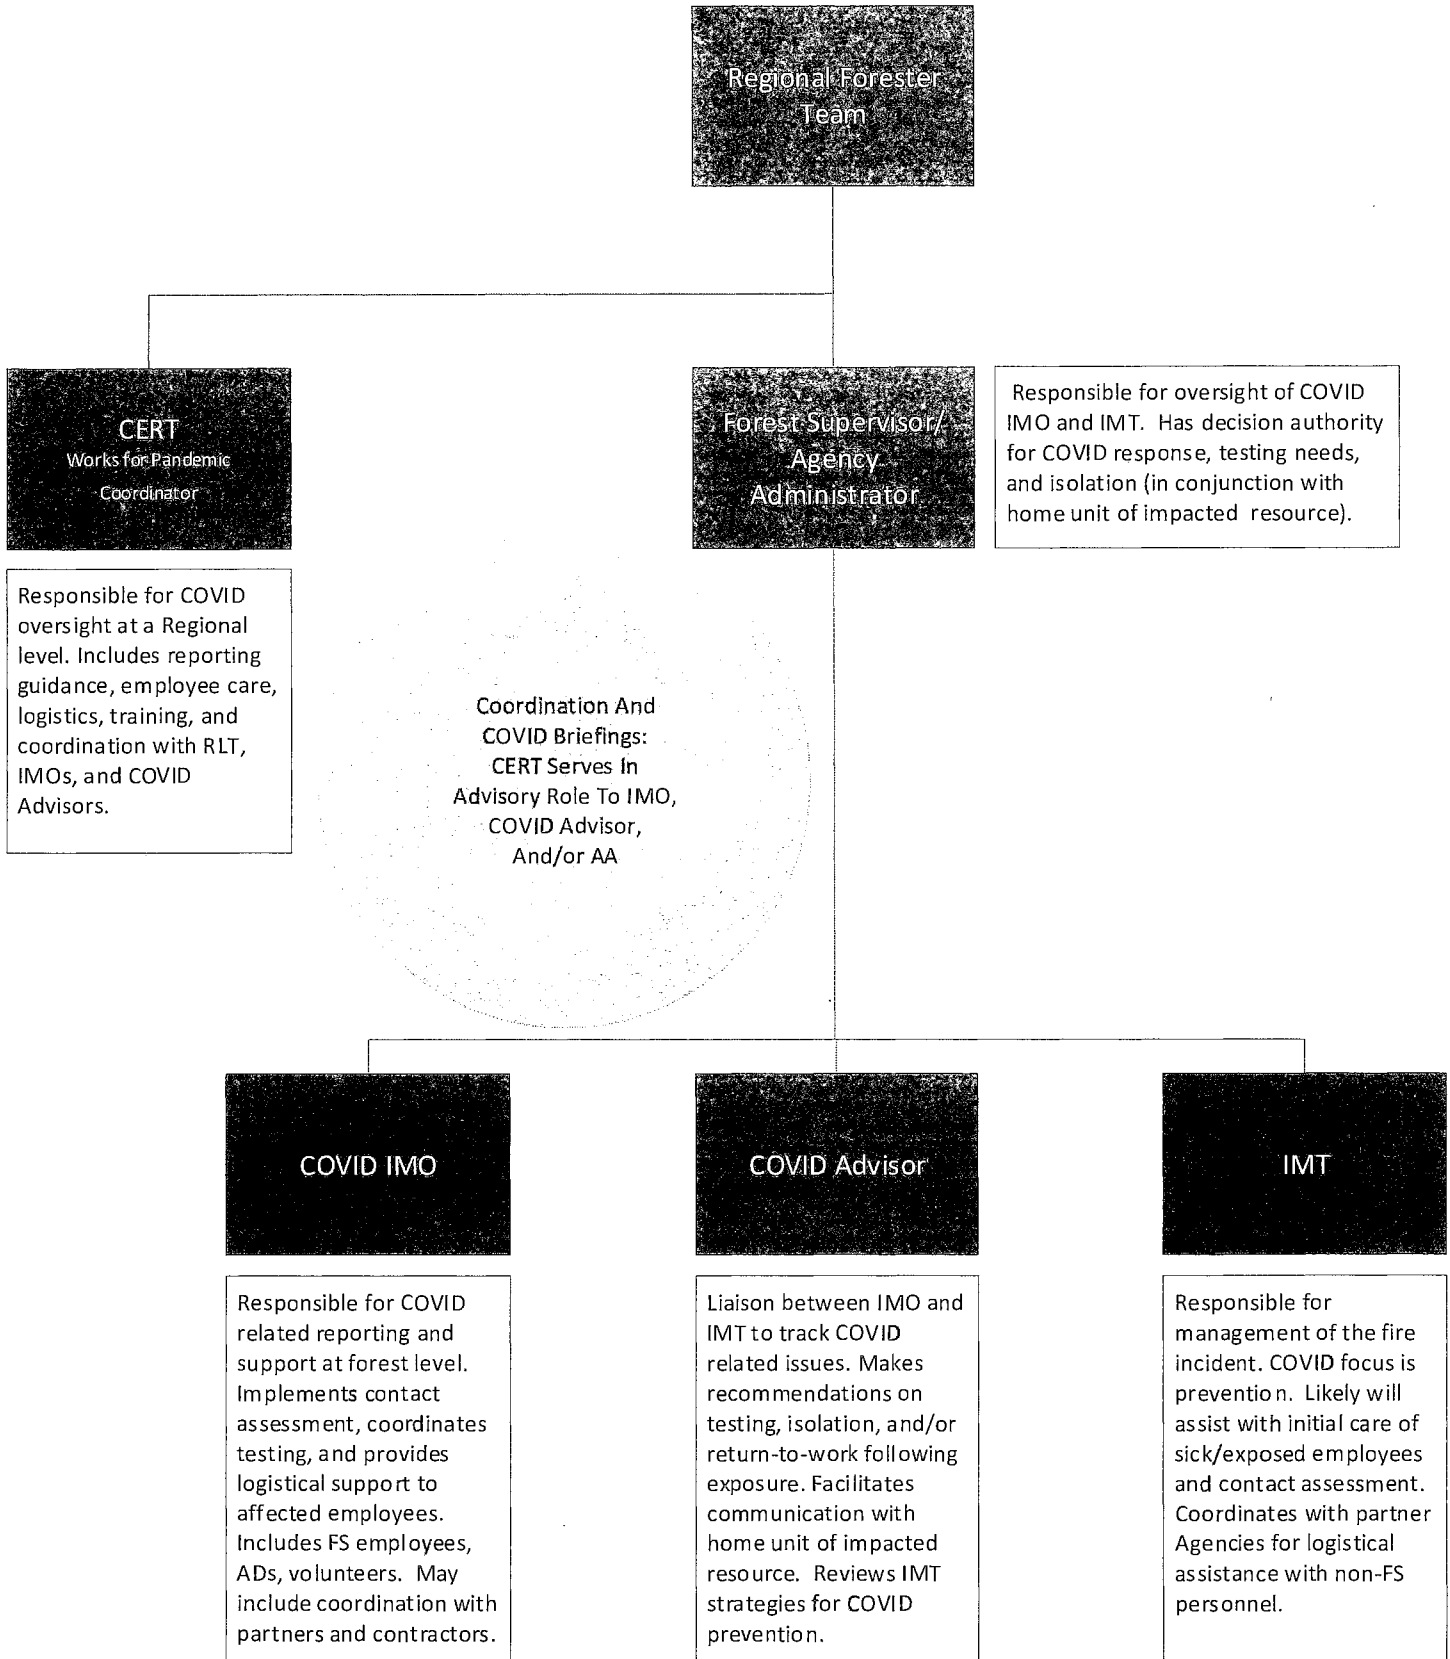 Regional Forester
Team
CERT
Works for Pandemic
Coordinator
Forest Supervisor/
Agency
Administrator
Responsible for oversight of COVID
IMO and IMT. Has decision authority
for COVID response, testing needs,
and isolation (in conjunction with
home unit of impacted resource).
Responsible for COVID
oversight at a Regional
level. Includes reporting
guidance, employee care,
logistics, training, and
coordination with RLT,
IMOs, and COVID
Advisors.
Coordination And
COVID Briefings:
CERT Serves In
Advisory Role To IMO,
COVID Advisor,
And/or AA
COVID IMO
COVID Advisor
IMT
Responsible for COVID
related reporting and
support at forest level.
Implements contact
assessment, coordinates
testing, and provides
logistical support to
affected employees.
Includes FS employees,
ADs, volunteers. May
include coordination with
partners and contractors.
Liaison between IMO and
IMT to track COVID
related issues. Makes
recommendations on
testing, isolation, and/or
return-to-work following
exposure. Facilitates
communication with
home unit of impacted
resource. Reviews IMT
strategies for COVID
prevention.
Responsible for
management of the fire
incident. COVID focus is
prevention. Likely will
assist with initial care of
sick/exposed employees
and contact assessment.
Coordinates with partner
Agencies for logistical
assistance with non-FS
personnel.